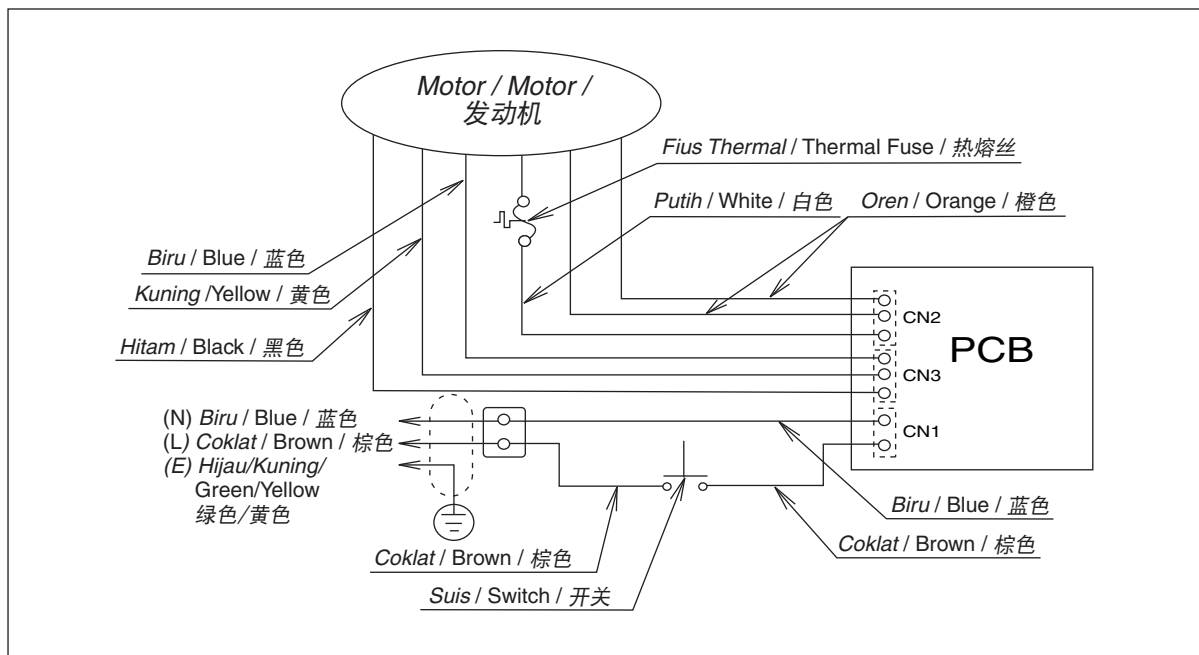 Motor / Motor /
发动机
Fius Thermal / Thermal Fuse / 热熔丝
Putih / White / 白色
Oren / Orange / 橙色
Biru / Blue / 蓝色
Kuning /Yellow / 黄色
Hitam / Black / 黑色
CN2
PCB
CN3
CN1
(N) Biru / Blue / 蓝色
(L) Coklat / Brown / 棕色
(E) Hijau/Kuning/
Green/Yellow
绿色/黄色
Biru / Blue / 蓝色
Coklat / Brown / 棕色
Coklat / Brown / 棕色
Suis / Switch / 开关